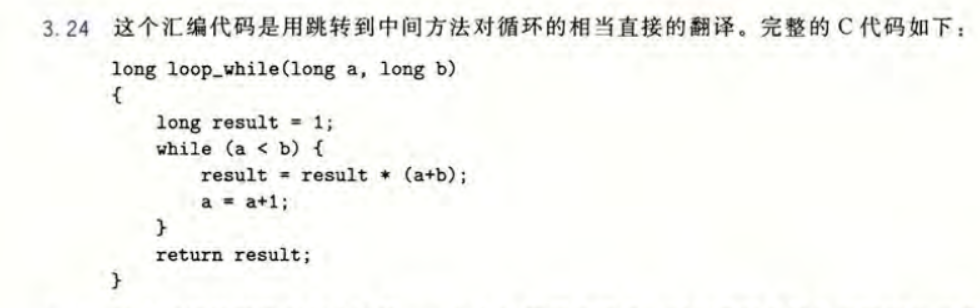 3.24 这个汇编代码是用跳转到中间方法对循环的相当直接的翻译。完整的 C 代码如下：
long loop_while(long a, long b)
{
    long result = 1;
    while (a < b) {
        result = result * (a+b);
        a = a+1;
    }
    return result;
}